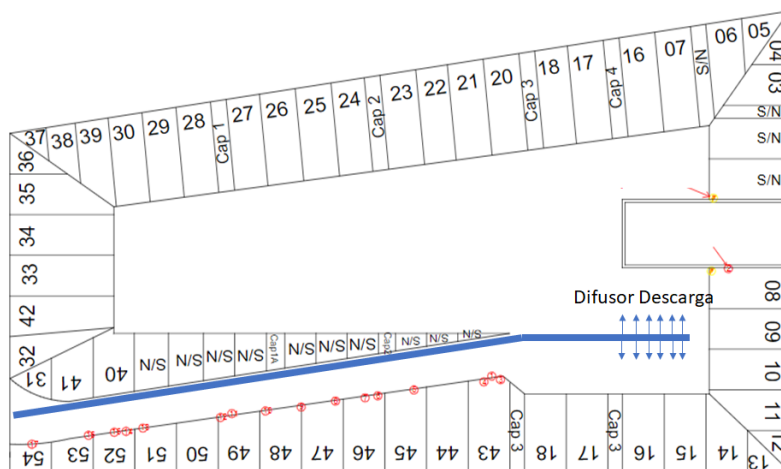 37
38
39
30
29
28
Cap 1
27
26
25
24
Cap 2
23
22
21
20
Cap 3
18
17
Cap 4
16
07
S/N
06
05
04
03
S/N
S/N
S/N
36
35
34
33
42
32
31
41
40
S/N
S/N
S/N
S/N
Cap1A
S/N
S/N
S/N
Cap2
S/N
S/N
S/N
Difusor Descarga
08
09
10
11
12
13
54
53
52
51
50
49
48
47
46
45
44
43
Cap 3
18
17
Cap 3
16
15
14